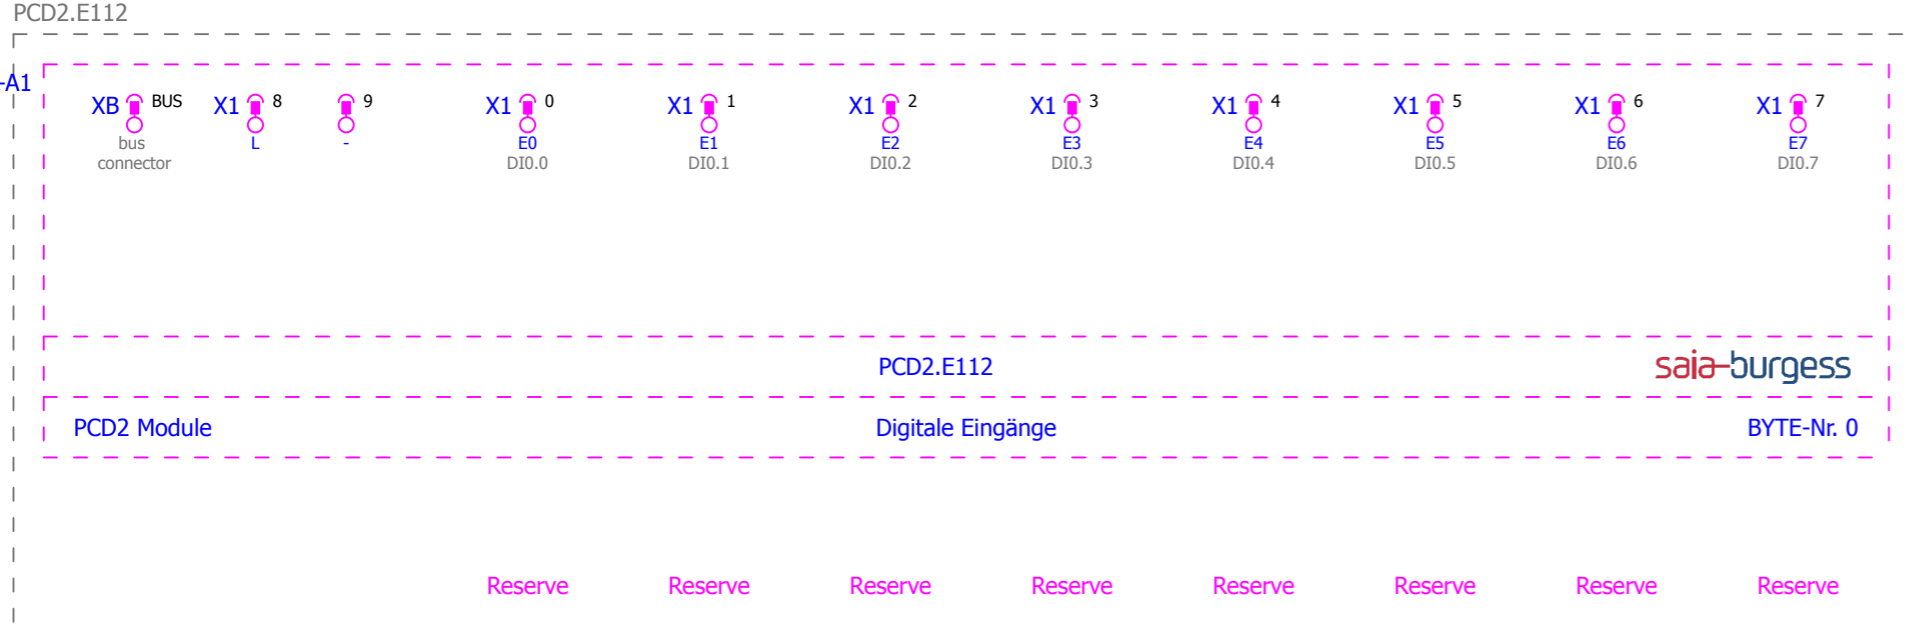 PCD2.E112
-A1
XB BUS X1 8 9 X1 0 X1 1 X1 2 X1 3 X1 4 X1 5 X1 6 X1 7
bus L - E0 E1 E2 E3 E4 E5 E6 E7
connector DI0.0 DI0.1 DI0.2 DI0.3 DI0.4 DI0.5 DI0.6 DI0.7
PCD2.E112 saia-burgess
PCD2 Module Digitale Eingänge BYTE-Nr. 0
Reserve Reserve Reserve Reserve Reserve Reserve Reserve Reserve